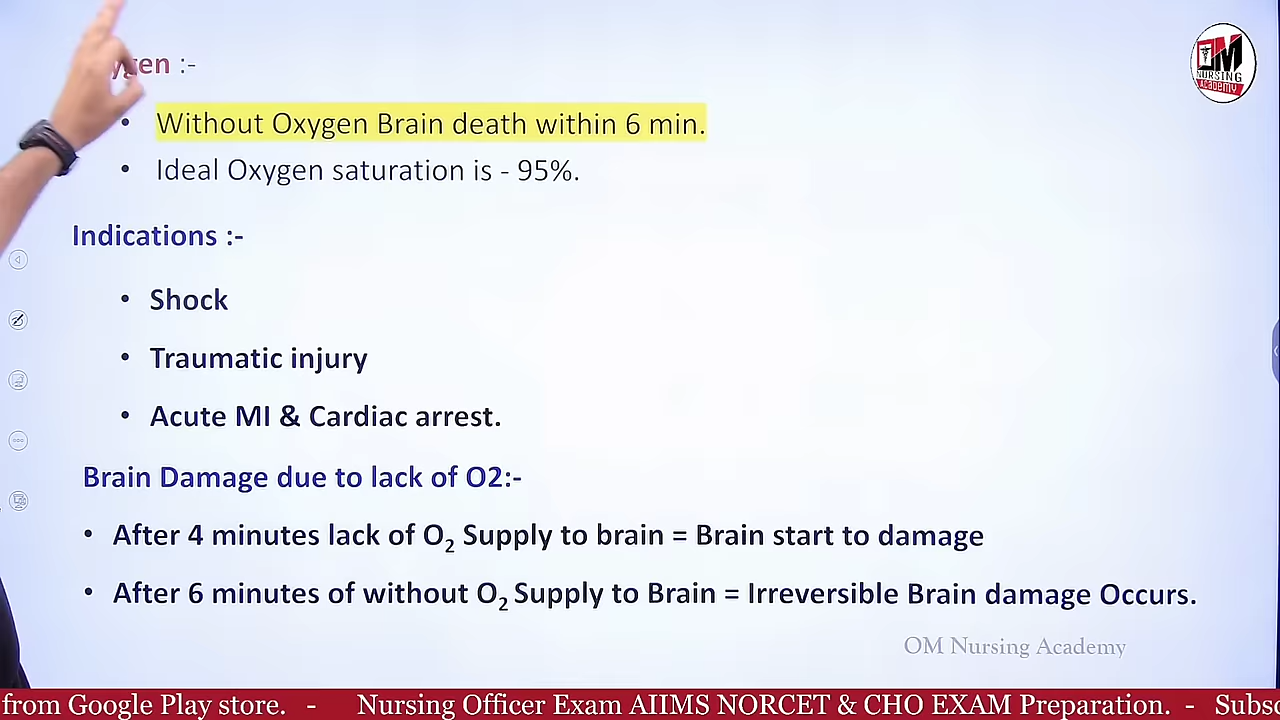 :-
OM
NURSING
ACADEMY
• Without Oxygen Brain death within 6 min.
• Ideal Oxygen saturation is - 95%.
Indications :-
• Shock
• Traumatic injury
• Acute MI & Cardiac arrest.
Brain Damage due to lack of O2:-
• After 4 minutes lack of O₂ Supply to brain = Brain start to damage
• After 6 minutes of without O₂ Supply to Brain = Irreversible Brain damage Occurs.
OM Nursing Academy
from Google Play store. - Nursing Officer Exam AIIMS NORCET & CHO EXAM Preparation. -